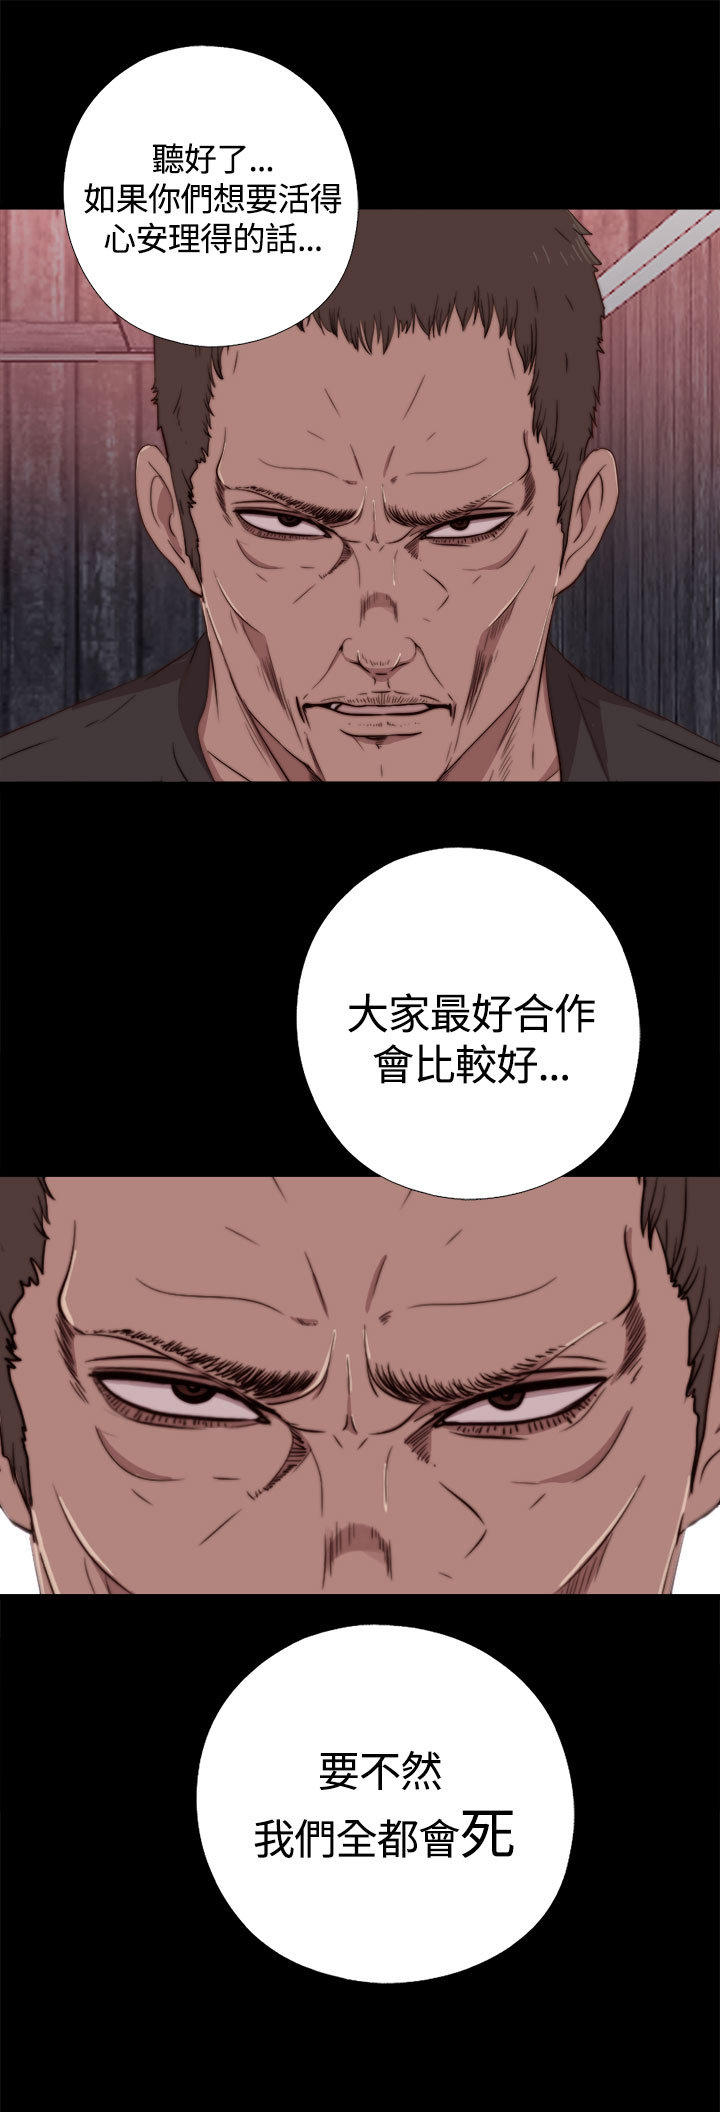 聽好了...
如果你們想要活得
心安理得的話...
大家最好合作
會比較好...
要不然
我們全都會死